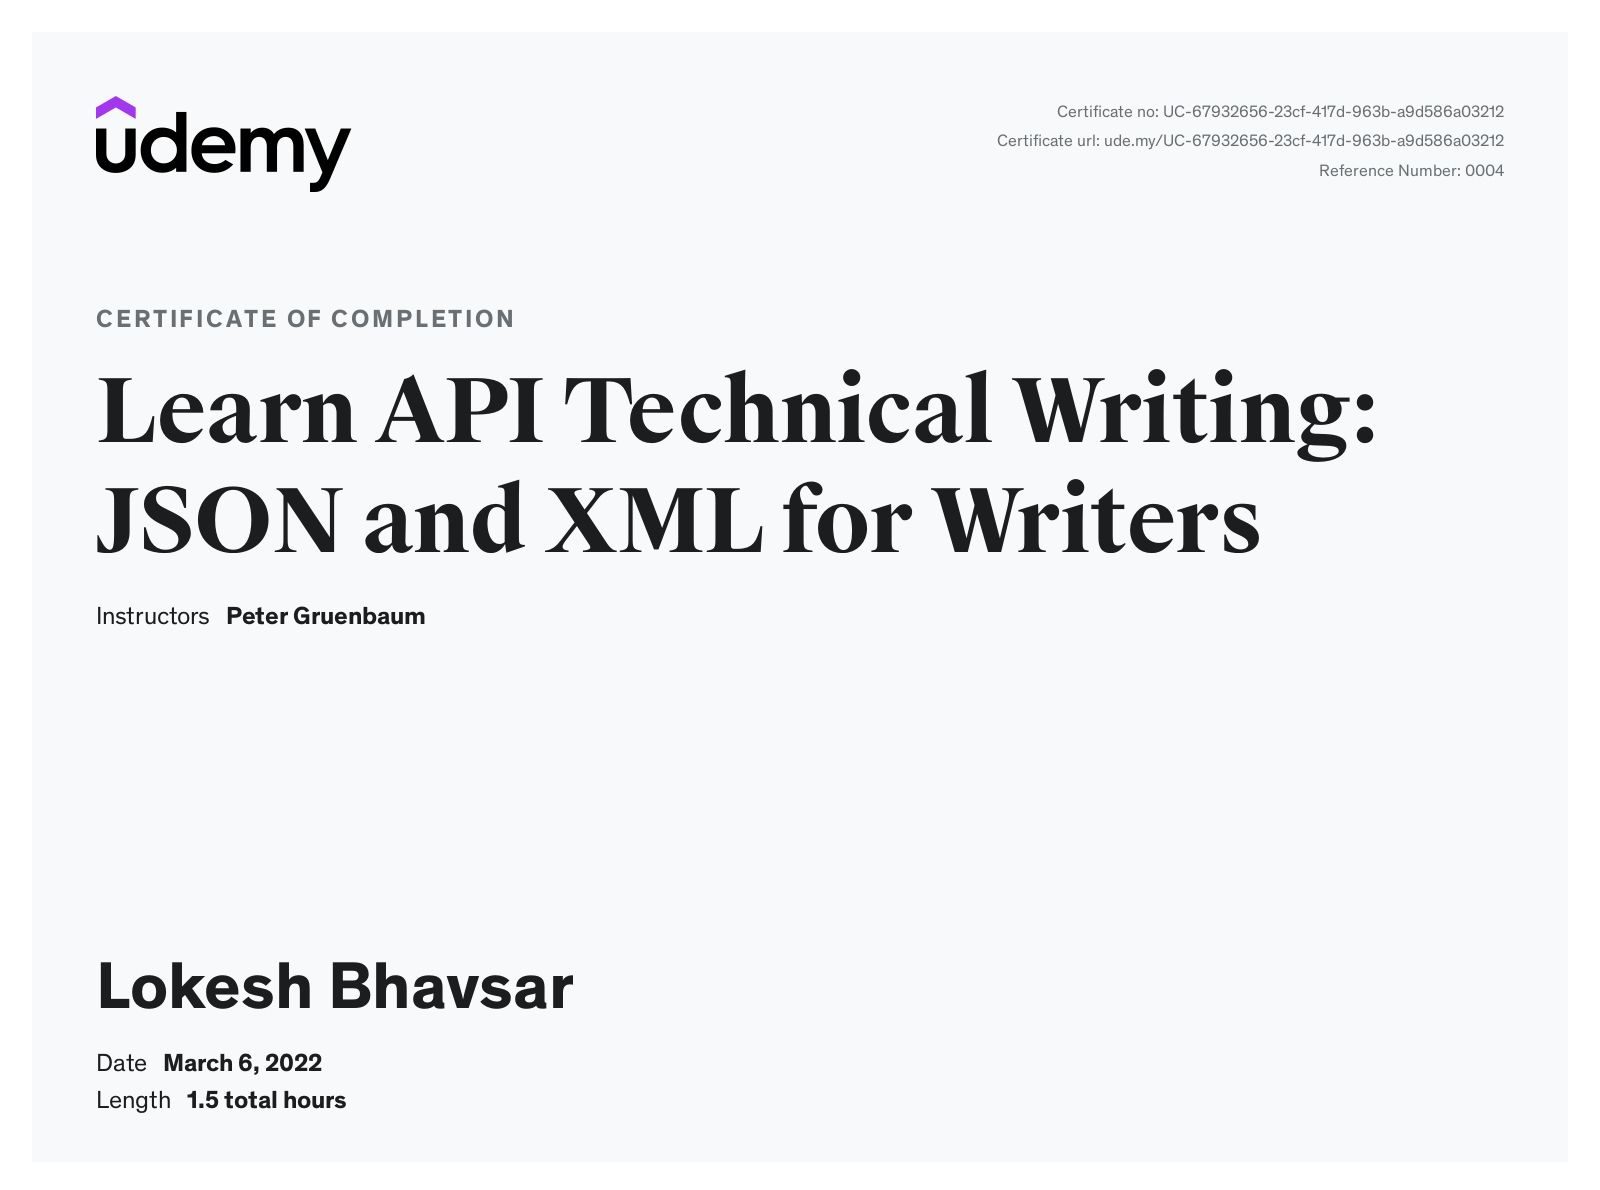 udemy
Certificate no: UC-67932656-23cf-417d-963b-a9d586a03212
Certificate url: ude.my/UC-67932656-23cf-417d-963b-a9d586a03212
Reference Number: 0004
CERTIFICATE OF COMPLETION
Learn API Technical Writing:
JSON and XML for Writers
Instructors Peter Gruenbaum
Lokesh Bhavsar
Date March 6, 2022
Length 1.5 total hours